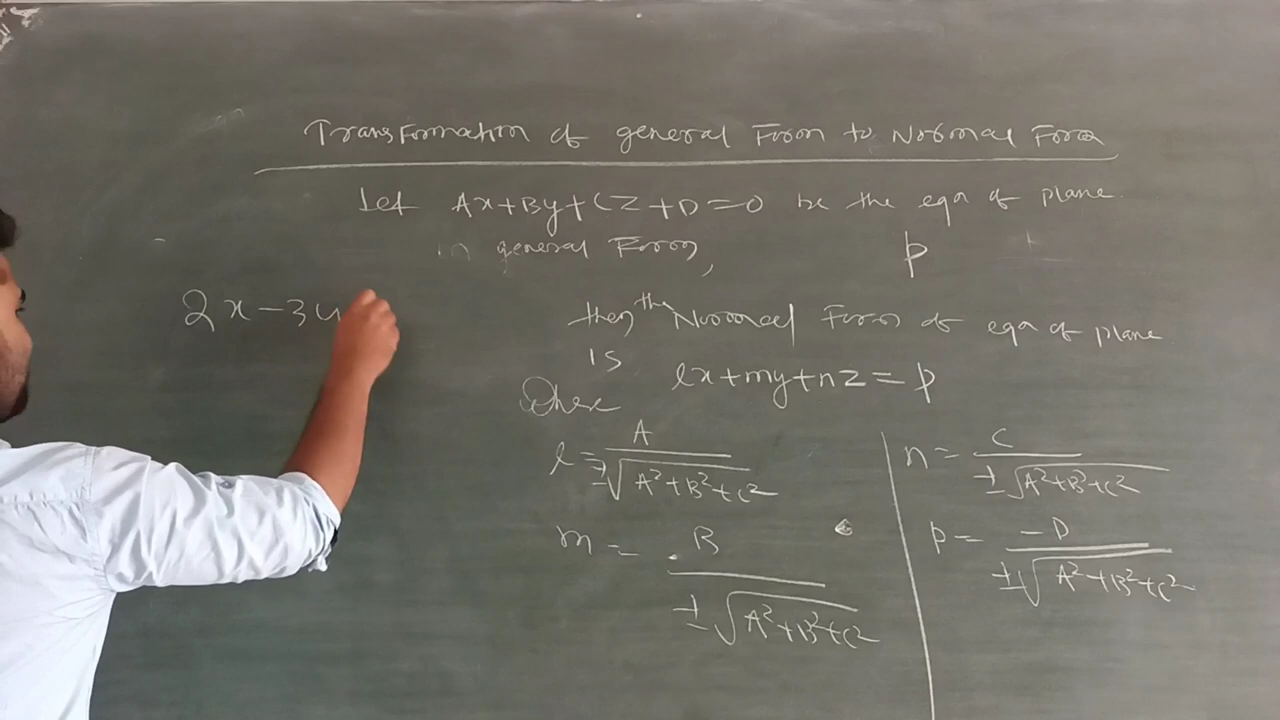 Transformation of general Form to Normal Form
Let Ax+By+CZ+D=0 be the eqn of plane.
in general Form,
p
2x-3y
then the Normal Form of eqn of plane
is
lx+my+nz=p
Where
l = A / ±√A²+B²+C²
m = B / ±√A²+B²+C²
n = C / ±√A²+B²+C²
p = -D / ±√A²+B²+C²